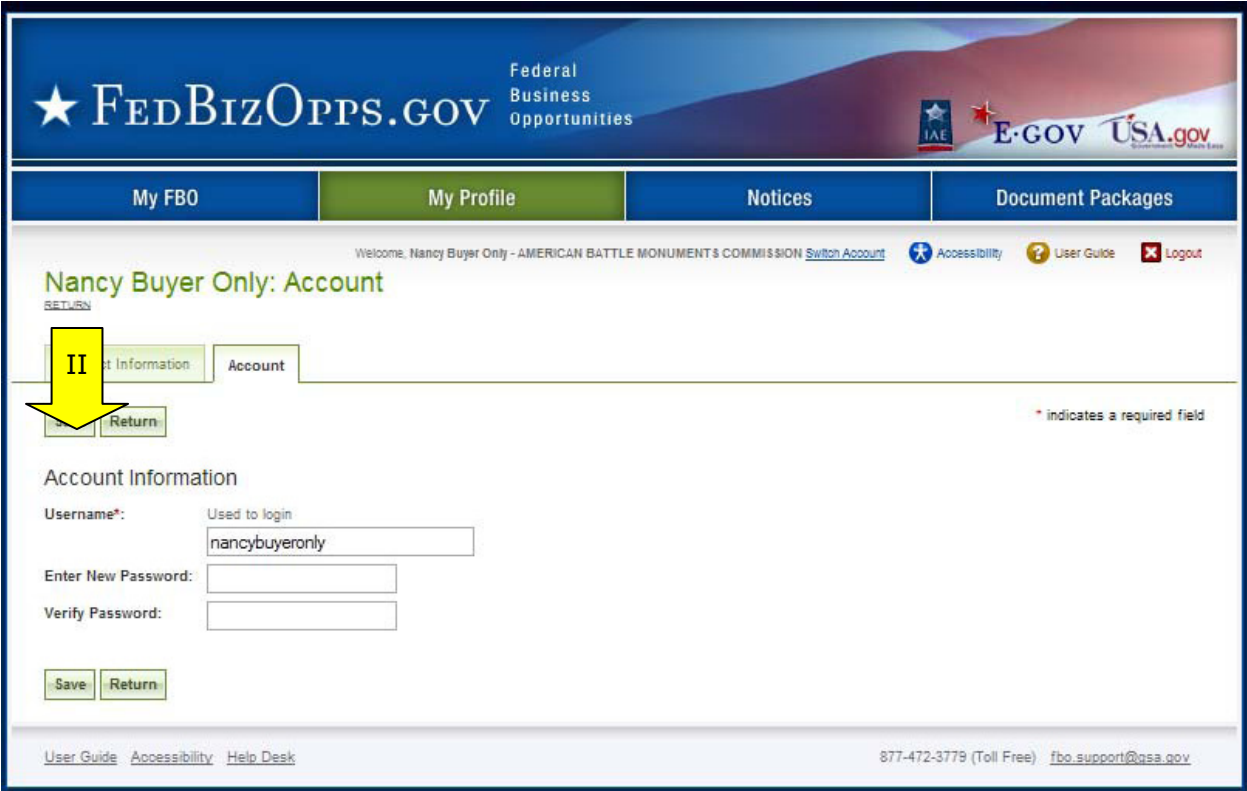 ★ FEDBIZOPPS.GOV
Federal
Business
Opportunities
IAE E·GOV USA.gov
My FBO My Profile Notices Document Packages
Welcome, Nancy Buyer Only - AMERICAN BATTLE MONUMENTS COMMISSION Switch Account Accessibility User Guide Logout
Nancy Buyer Only: Account
RETURN
II
Information Account
Return * indicates a required field
Account Information
Username*: Used to login
nancybuyeronly
Enter New Password:
Verify Password:
Save Return
User Guide Accessibility Help Desk 877-472-3779 (Toll Free) fbo.support@gsa.gov